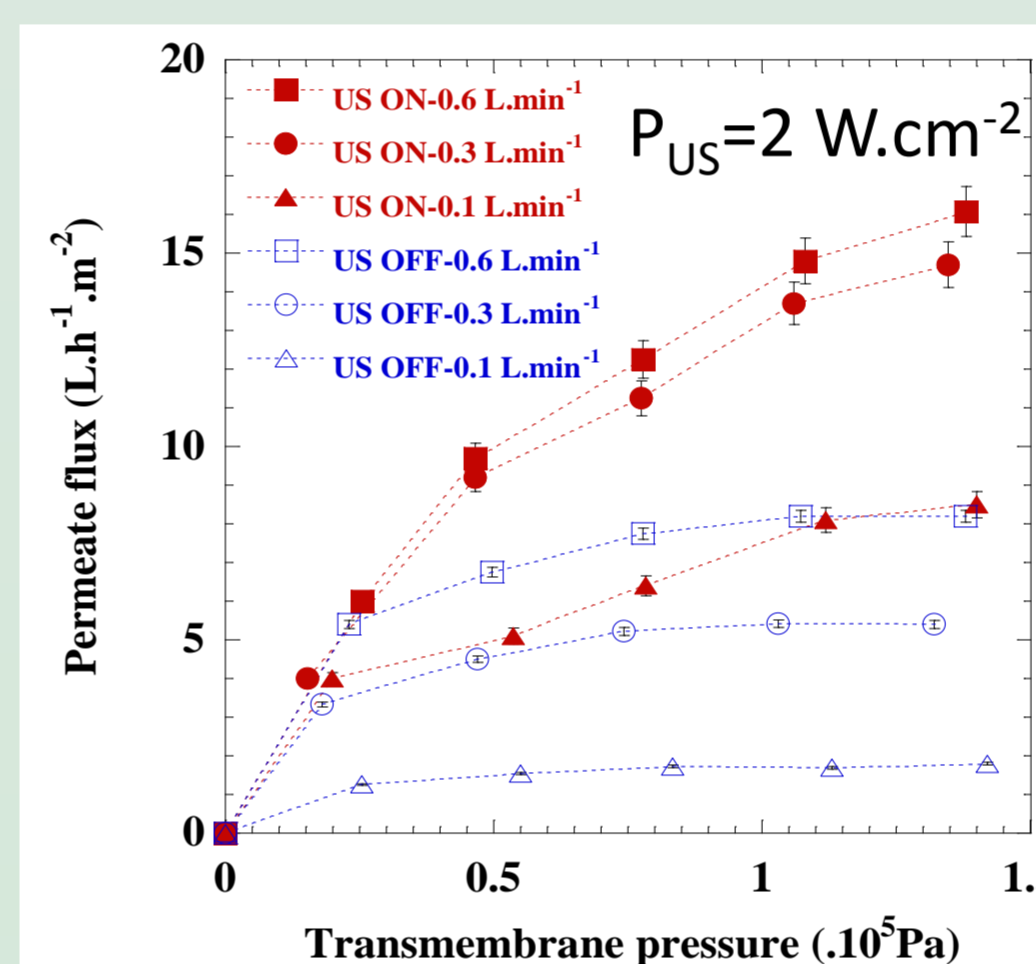 20
US ON-0.6 L.min⁻¹
P_US=2 W.cm⁻²
US ON-0.3 L.min⁻¹
US ON-0.1 L.min⁻¹
15
US OFF-0.6 L.min⁻¹
US OFF-0.3 L.min⁻¹
US OFF-0.1 L.min⁻¹
Permeate flux (L.h⁻¹.m⁻²)
10
5
0
0 0.5 1 1.
Transmembrane pressure (.10⁵Pa)